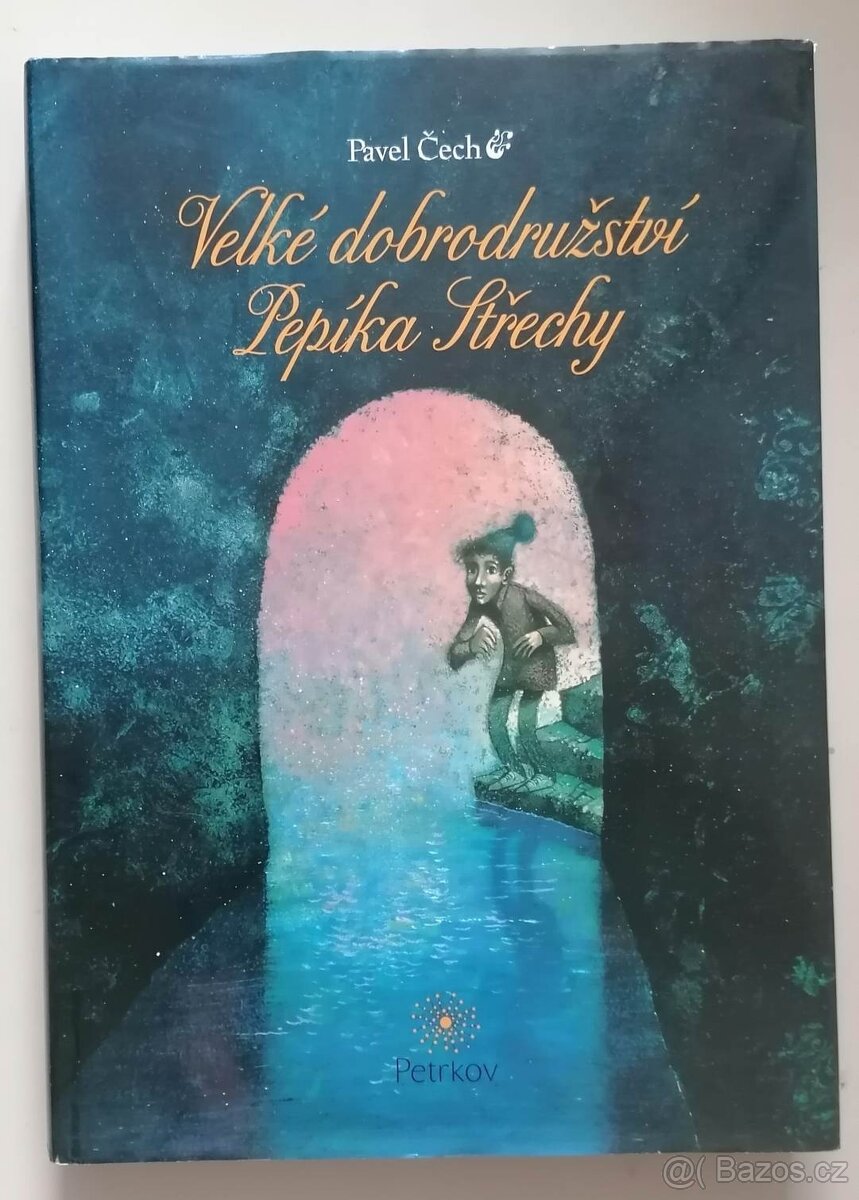 Pavel Čech
Velké dobrodružství
Pepíka Střechy
Petrkov
@( Bazos.cz